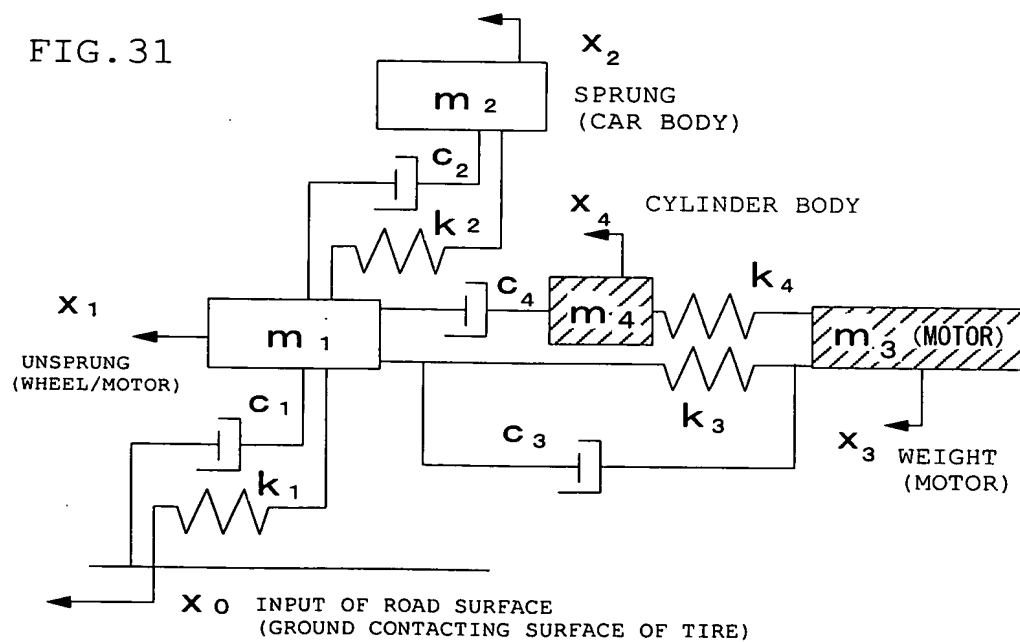 FIG.31
x₂
m₂
SPRUNG
(CAR BODY)
c₂
k₂
x₄
CYLINDER BODY
x₁
m₁
c₄
m₄
k₄
m₃ (MOTOR)
UNSPRUNG
(WHEEL/MOTOR)
c₁
k₃
c₃
x₃
WEIGHT
(MOTOR)
k₁
x₀
INPUT OF ROAD SURFACE
(GROUND CONTACTING SURFACE OF TIRE)